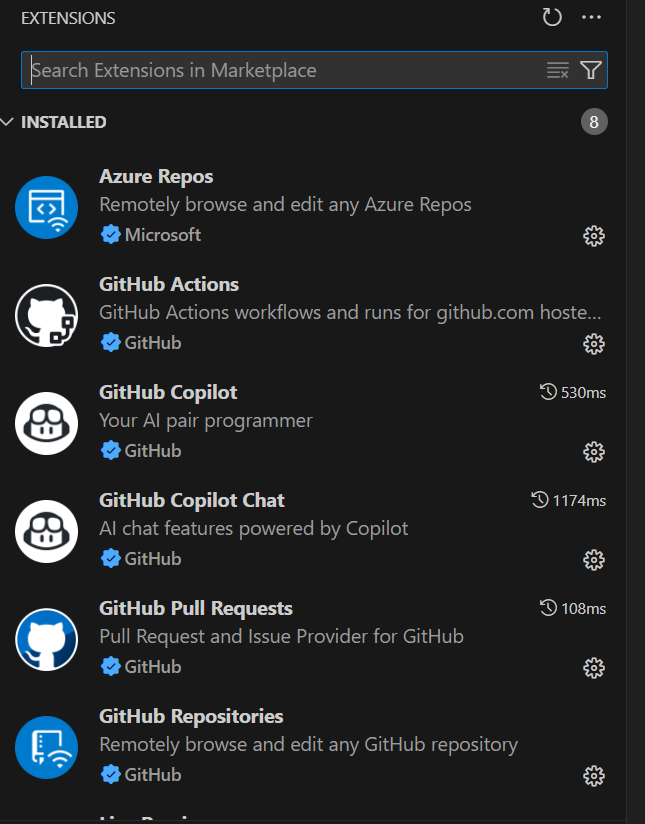 EXTENSIONS
Search Extensions in Marketplace
INSTALLED 8
Azure Repos
Remotely browse and edit any Azure Repos
Microsoft
GitHub Actions
GitHub Actions workflows and runs for github.com hoste...
GitHub
GitHub Copilot 530ms
Your AI pair programmer
GitHub
GitHub Copilot Chat 1174ms
AI chat features powered by Copilot
GitHub
GitHub Pull Requests 108ms
Pull Request and Issue Provider for GitHub
GitHub
GitHub Repositories
Remotely browse and edit any GitHub repository
GitHub